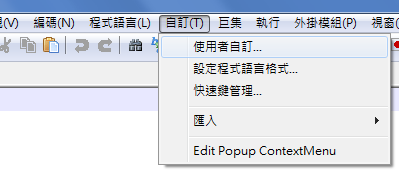 (V) 編碼(N) 程式語言(L) 自訂(T) 巨集 執行 外掛模組(P) 視窗
使用者自訂...
設定程式語言格式...
快速鍵管理...
匯入
Edit Popup ContextMenu